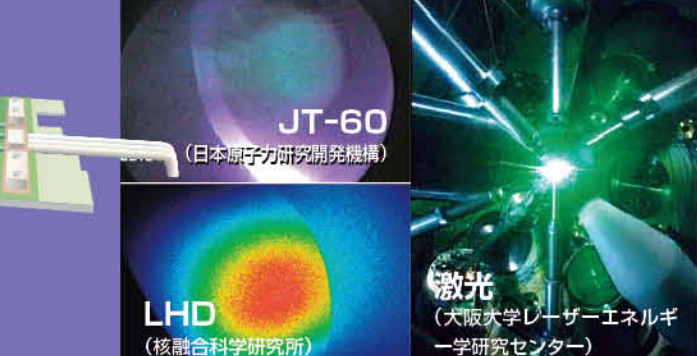 JT-60
（日本原子力研究開発機構）
LHD
（核融合科学研究所）
激光
（大阪大学レーザーエネルギ
ー学研究センター）